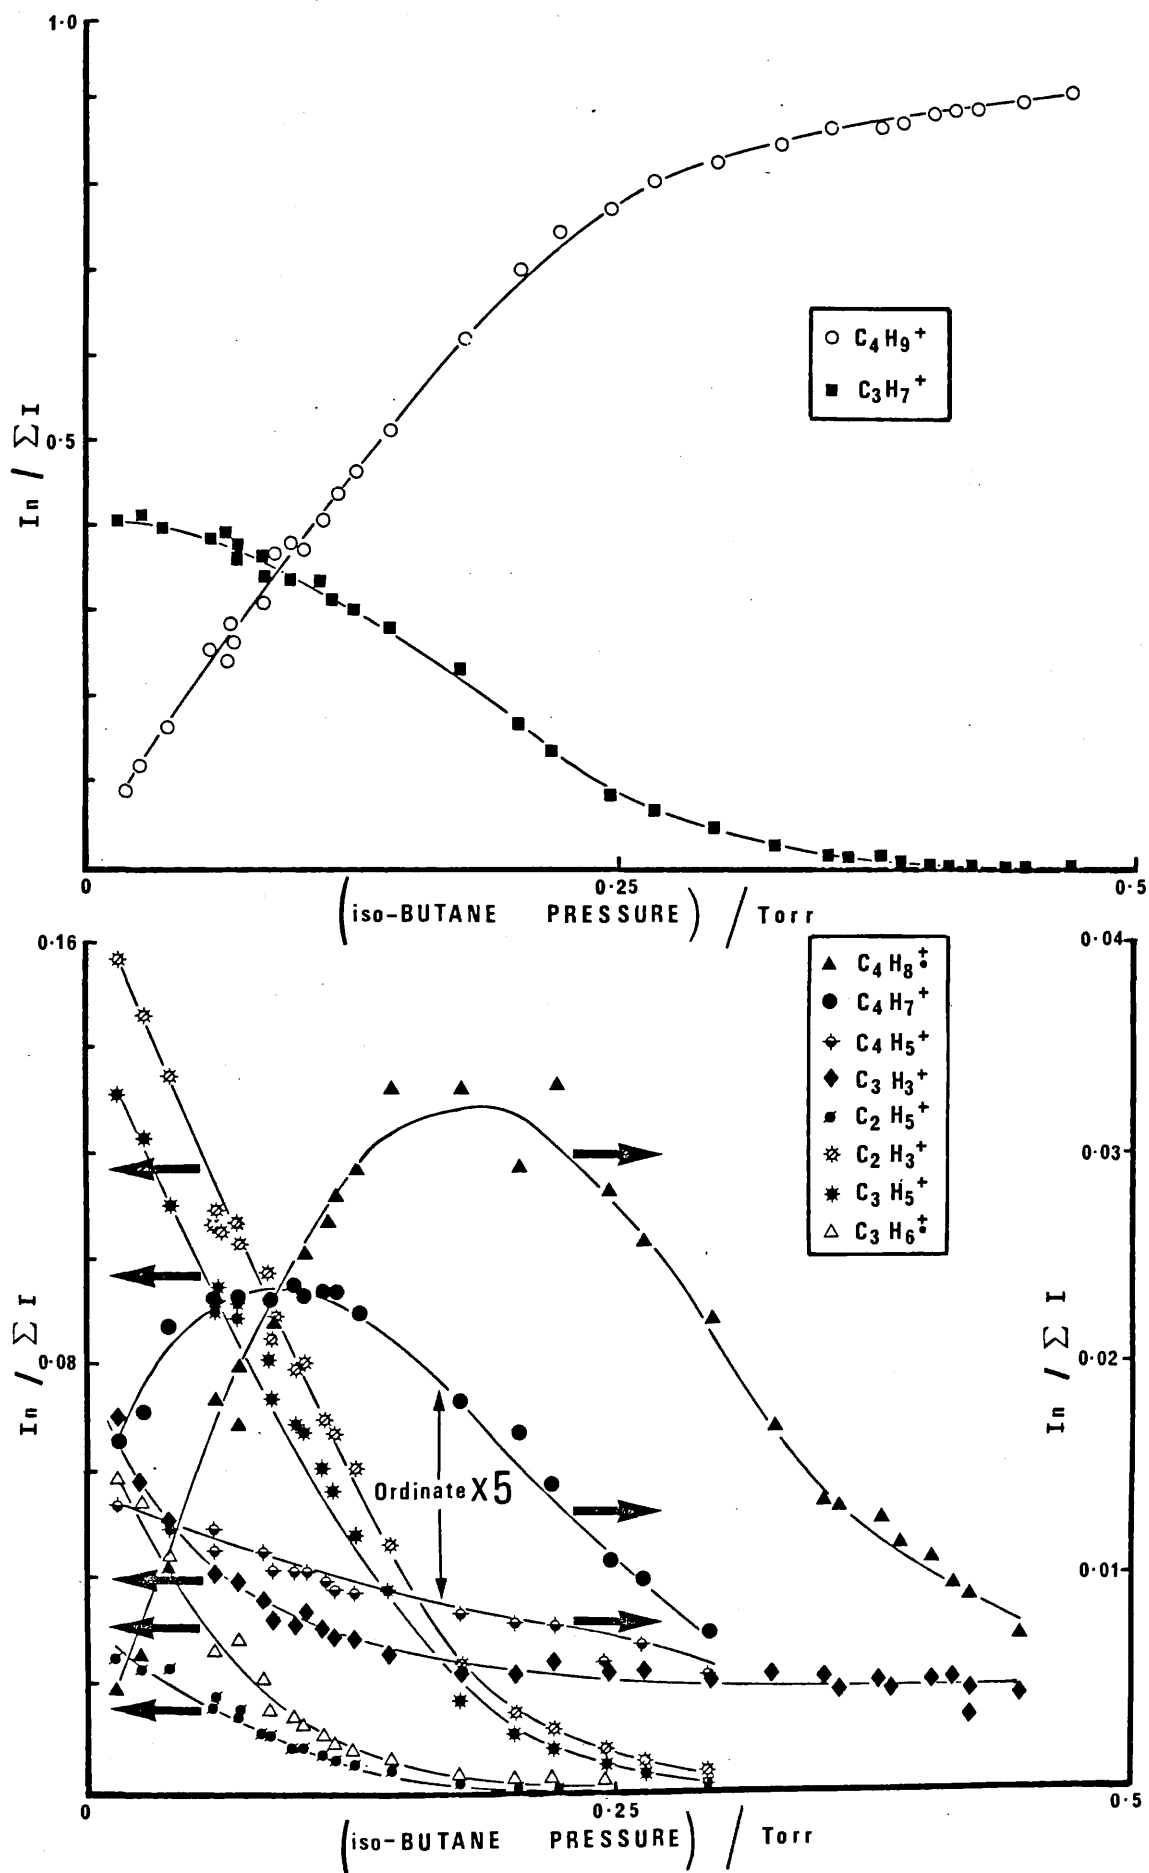 1·0
C4H9+
C3H7+
0·5
In / ΣI
0
0·25
0·5
(iso-BUTANE PRESSURE) / Torr
0·16
0·04
C4H8+•
C4H7+
C4H5+
C3H3+
C2H5+
C2H3+
C3H5+
C3H6+•
0·03
In / ΣI
0·08
In / ΣI
0·02
Ordinate X5
0·01
0
0·25
0·5
(iso-BUTANE PRESSURE) / Torr